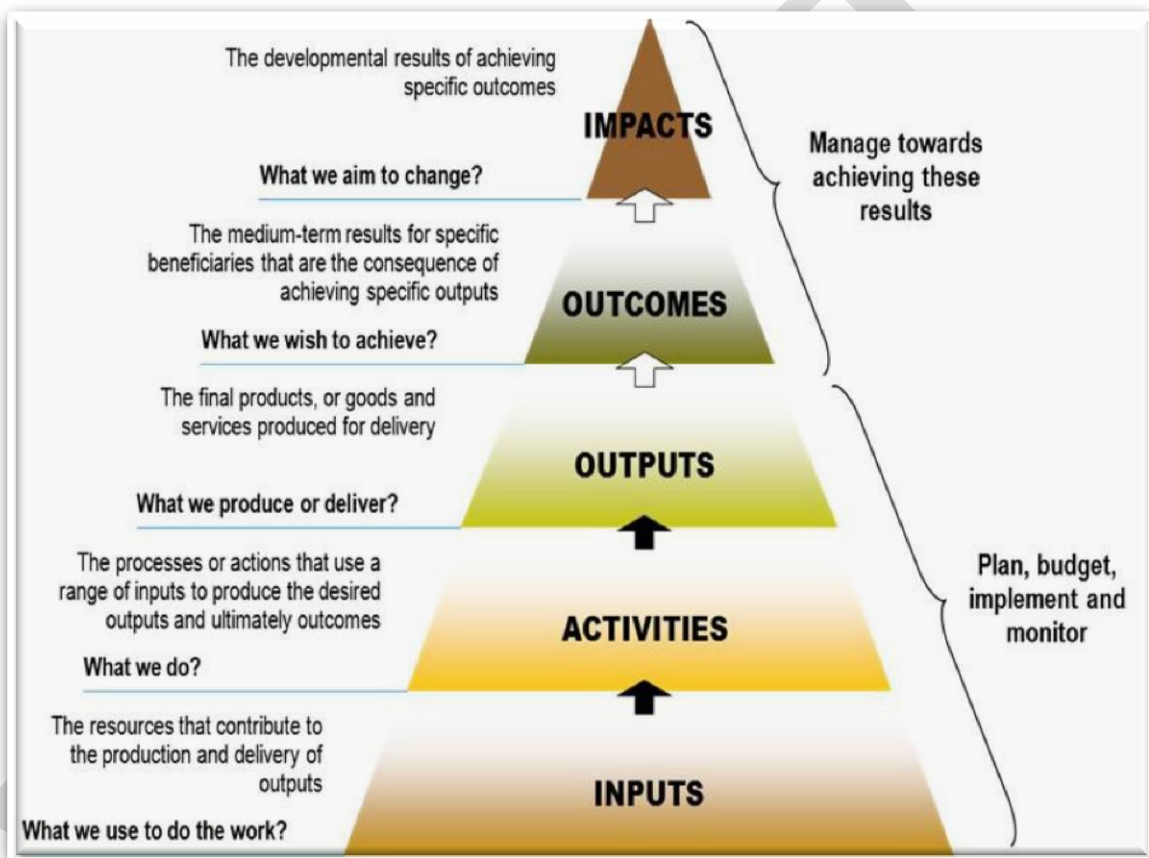 The developmental results of achieving
specific outcomes
IMPACTS
What we aim to change?
Manage towards
achieving these
results
The medium-term results for specific
beneficiaries that are the consequence of
achieving specific outputs
OUTCOMES
What we wish to achieve?
The final products, or goods and
services produced for delivery
OUTPUTS
What we produce or deliver?
The processes or actions that use a
range of inputs to produce the desired
outputs and ultimately outcomes
ACTIVITIES
What we do?
Plan, budget,
implement and
monitor
The resources that contribute to
the production and delivery of
outputs
INPUTS
What we use to do the work?